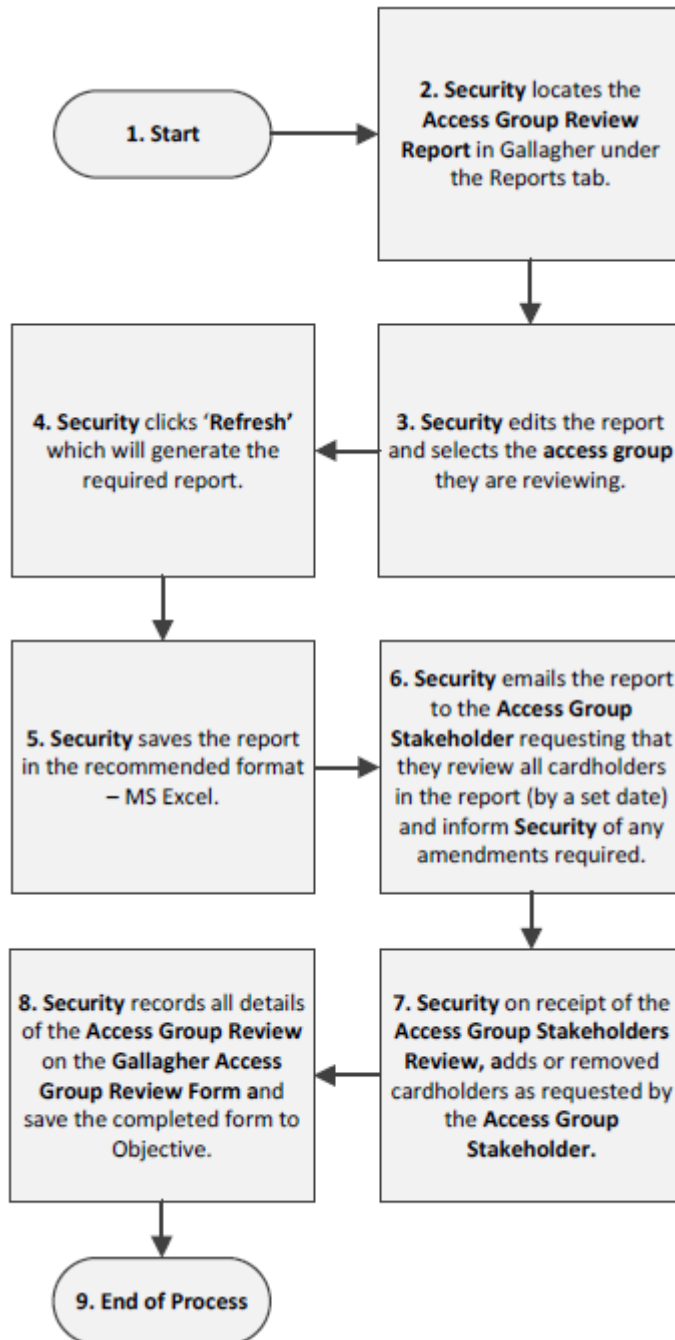 1. Start
2. Security locates the
Access Group Review
Report in Gallagher under
the Reports tab.
3. Security edits the report
and selects the access group
they are reviewing.
4. Security clicks ‘Refresh’
which will generate the
required report.
5. Security saves the report
in the recommended format
– MS Excel.
6. Security emails the report
to the Access Group
Stakeholder requesting that
they review all cardholders
in the report (by a set date)
and inform Security of any
amendments required.
7. Security on receipt of the
Access Group Stakeholders
Review, adds or removed
cardholders as requested by
the Access Group
Stakeholder.
8. Security records all details
of the Access Group Review
on the Gallagher Access
Group Review Form and
save the completed form to
Objective.
9. End of Process